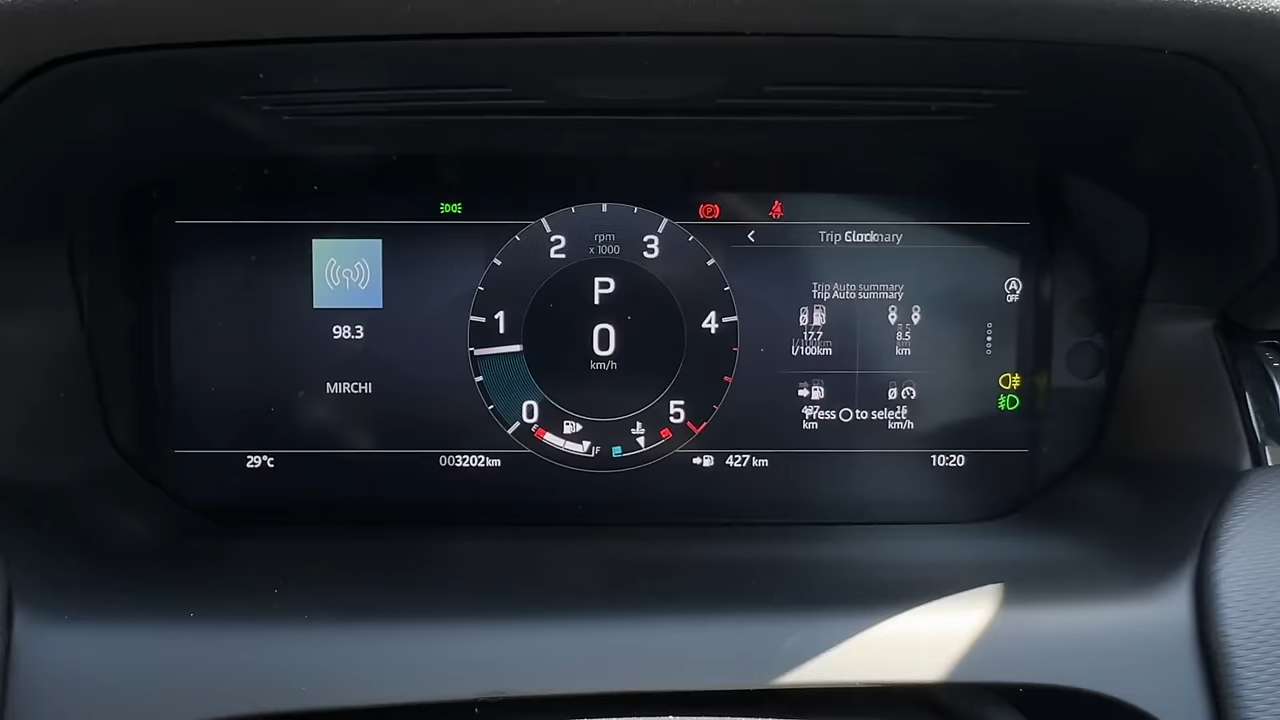 98.3
MIRCHI
rpm
x 1000
0
1
2
3
4
5
P
0
km/h
E
F
Trip Summary
Clock
Trip Auto summary
Trip Auto summary
17.7
l/100km
l/100km
8.5
km
km
km/h
Press to select
A
OFF
29°c
003202km
427 km
10:20
P